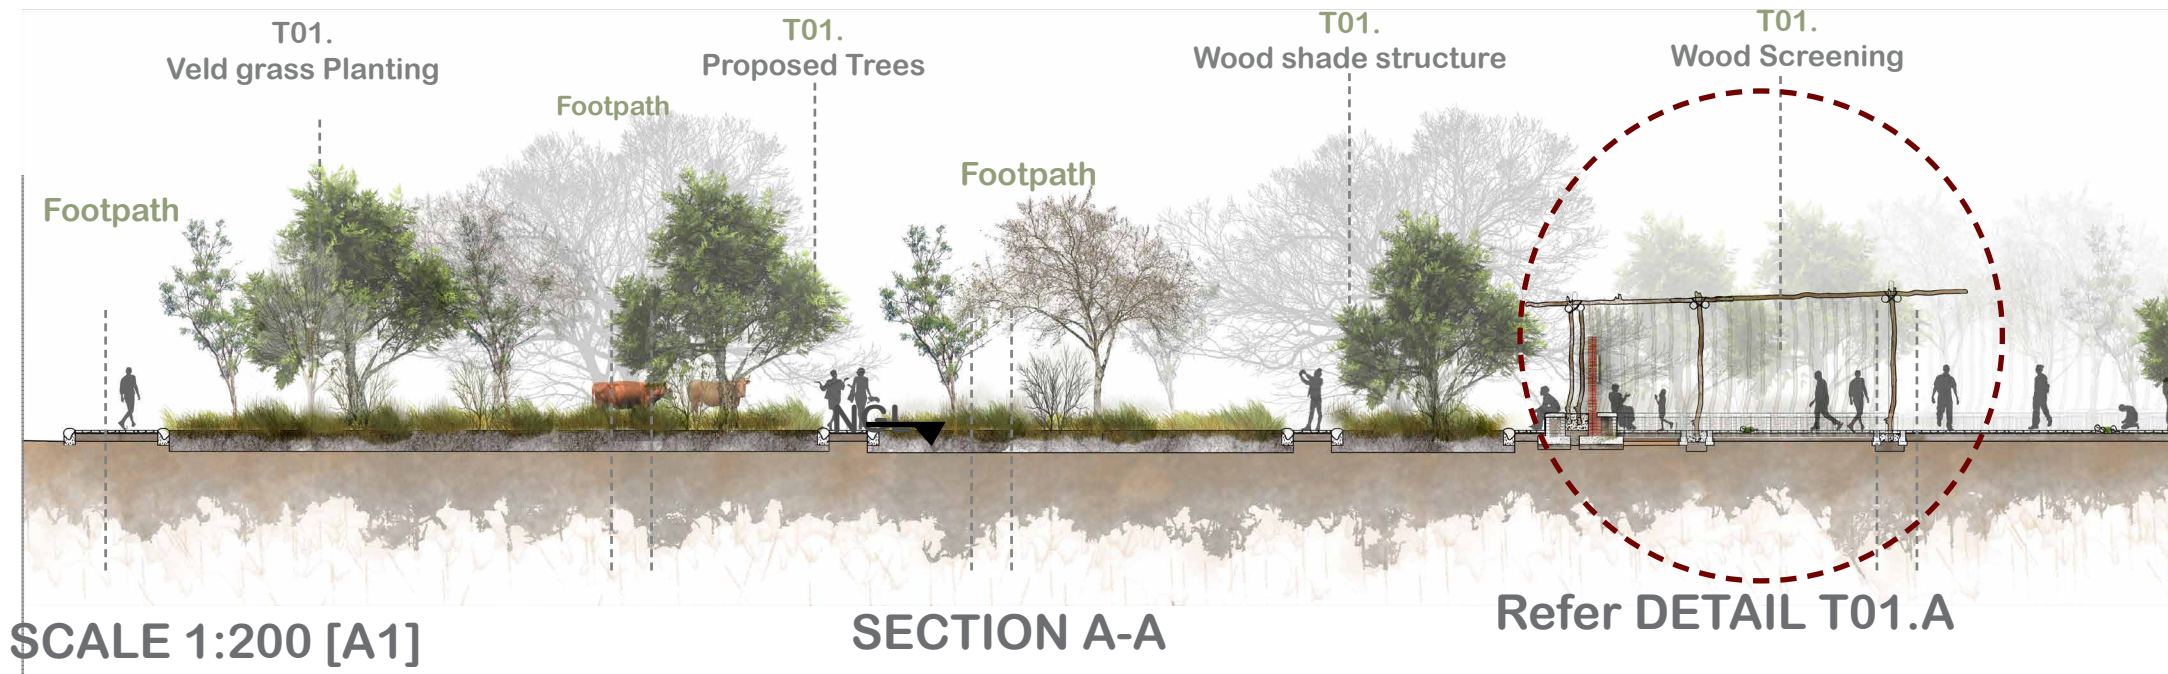 T01.
Veld grass Planting
T01.
Proposed Trees
T01.
Wood shade structure
T01.
Wood Screening
Footpath
Footpath
Footpath
NGL
SCALE 1:200 [A1]
SECTION A-A
Refer DETAIL T01.A